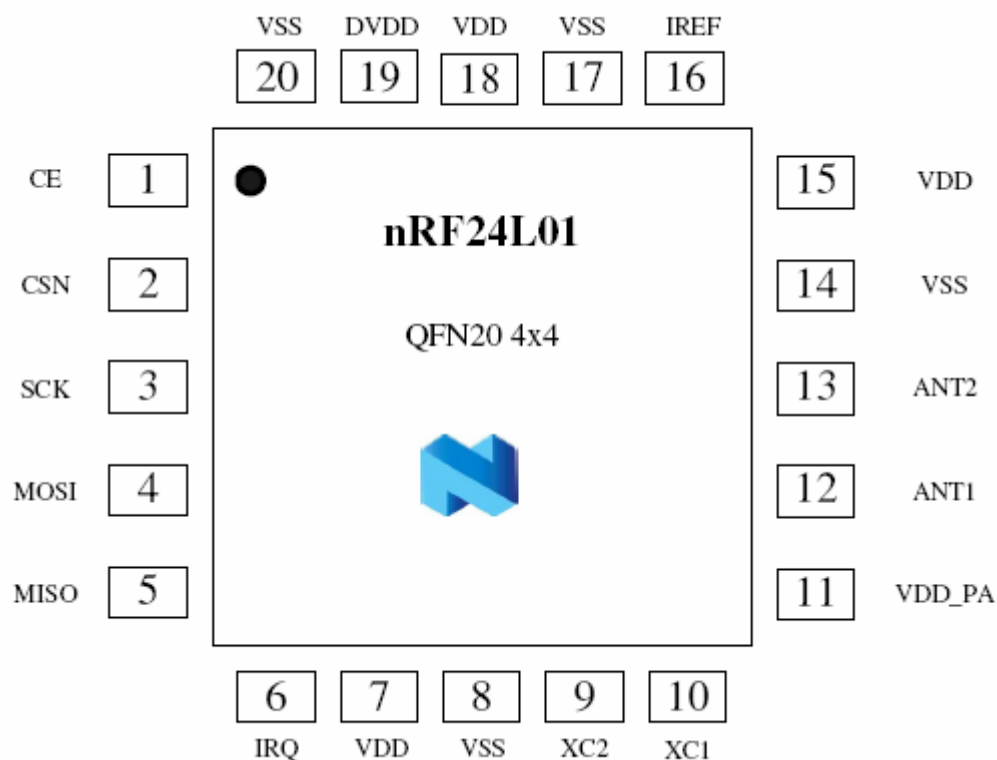 VSS DVDD VDD VSS IREF
20 19 18 17 16
CE 1 15 VDD
nRF24L01
CSN 2 14 VSS
QFN20 4x4
SCK 3 13 ANT2
MOSI 4 12 ANT1
MISO 5 11 VDD_PA
6 7 8 9 10
IRQ VDD VSS XC2 XC1